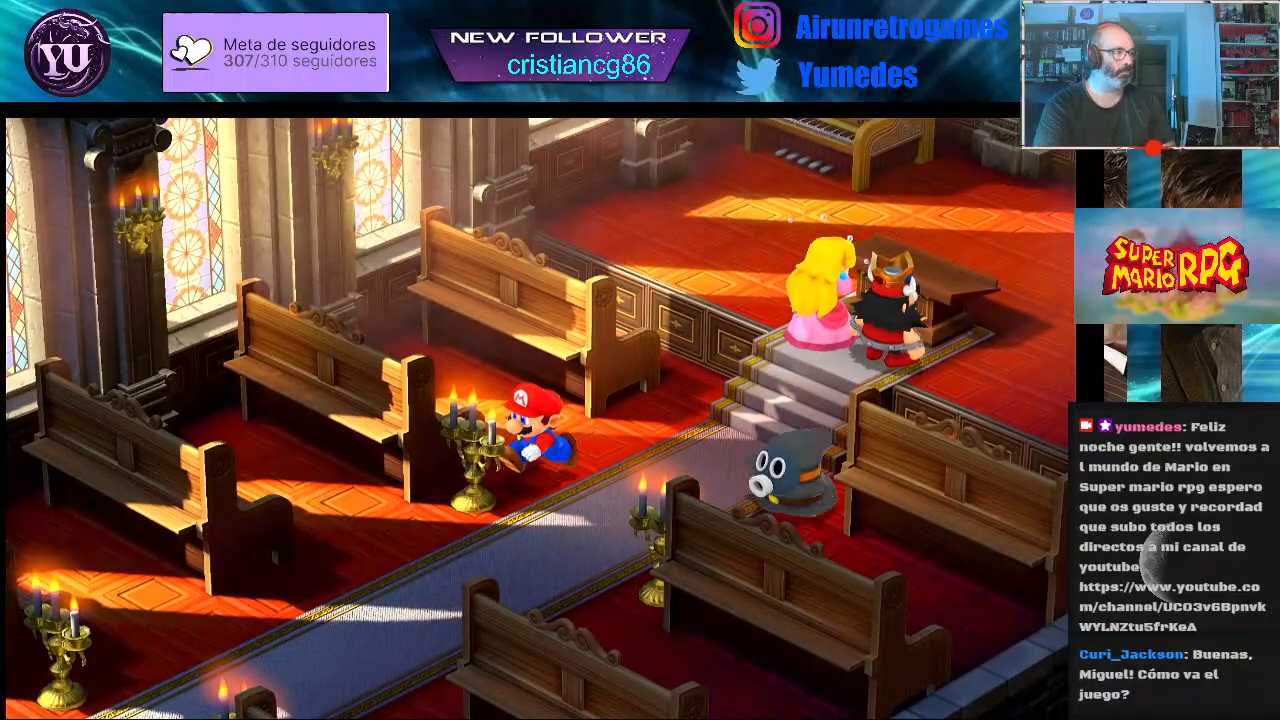 YU
Meta de seguidores
307/310 seguidores
NEW FOLLOWER
cristiancg86
Airunretrogames
Yumedes
M
SUPER
MARIO RPG
yumedes: Feliz
noche gente!! volvemos a
l mundo de Mario en
Super mario rpg espero
que os guste y recordad
que subo todos los
directos a mi canal de
youtube
https://www.youtube.co
m/channel/UCO3v6Bpnvk
WYLNZtu5frKeA
Curi_Jackson: Buenas,
Miguel! Cómo va el
juego?